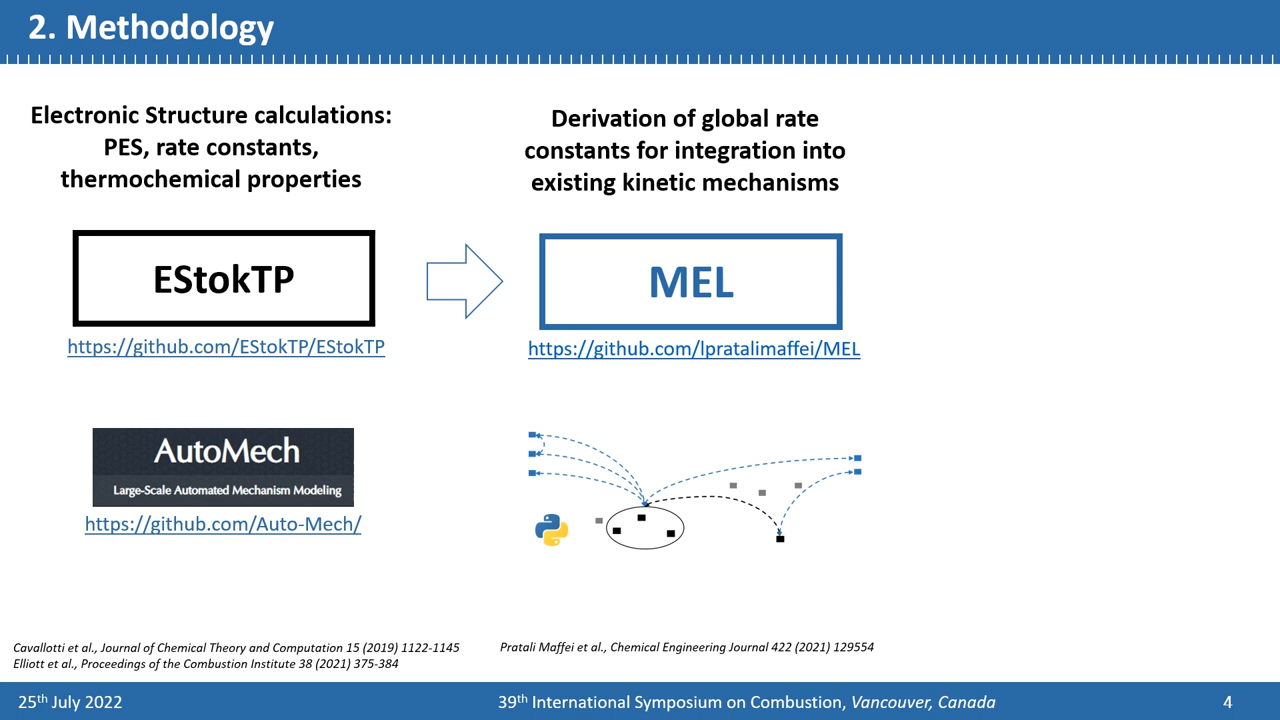 2. Methodology
Electronic Structure calculations:
PES, rate constants,
thermochemical properties
EStokTP
https://github.com/EStokTP/EStokTP
AutoMech
Large-Scale Automated Mechanism Modeling
https://github.com/Auto-Mech/
Derivation of global rate
constants for integration into
existing kinetic mechanisms
MEL
https://github.com/lpratalimaffei/MEL
Cavallotti et al., Journal of Chemical Theory and Computation 15 (2019) 1122-1145
Elliott et al., Proceedings of the Combustion Institute 38 (2021) 375-384
Pratali Maffei et al., Chemical Engineering Journal 422 (2021) 129554
25th July 2022
39th International Symposium on Combustion, Vancouver, Canada
4